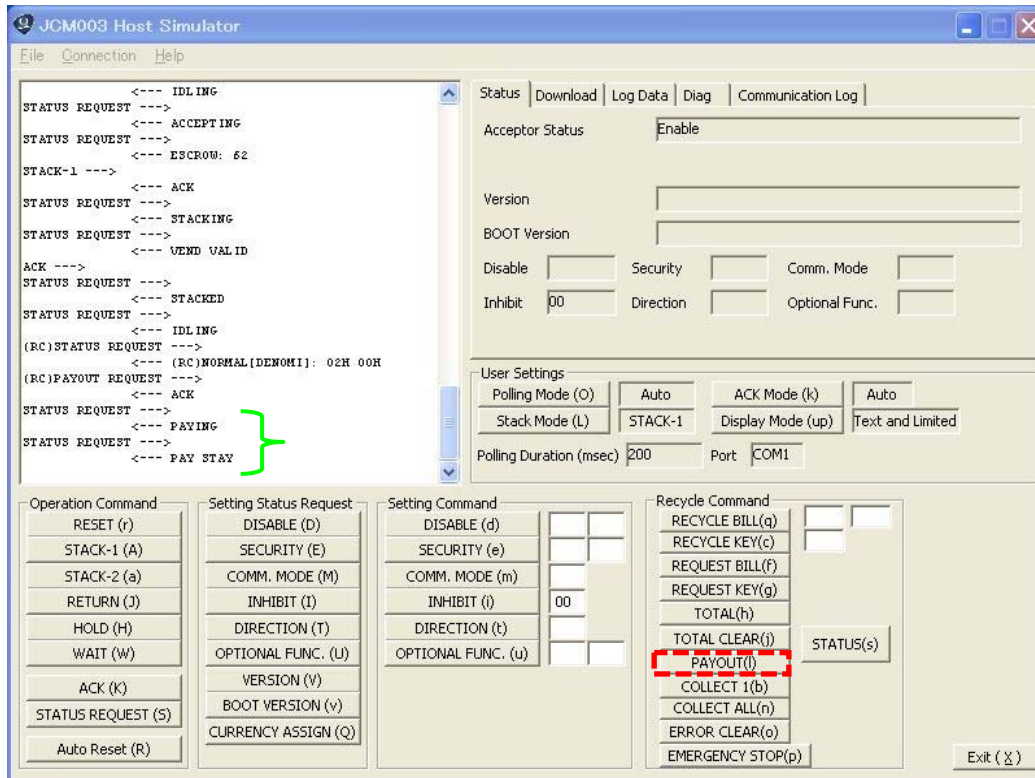 JCM003 Host Simulator
File Connection Help
<--- IDLING
STATUS REQUEST --->
<--- ACCEPTING
STATUS REQUEST --->
<--- ESCROW: 62
STACK-1 --->
<--- ACK
STATUS REQUEST --->
<--- STACKING
STATUS REQUEST --->
<--- VEND VALID
ACK --->
STATUS REQUEST --->
<--- STACKED
STATUS REQUEST --->
<--- IDLING
(RC)STATUS REQUEST --->
<--- (RC)NORMAL[DENOMI]: 02H 00H
(RC)PAYOUT REQUEST --->
<--- ACK
STATUS REQUEST --->
<--- PAYING
STATUS REQUEST --->
<--- PAY STAY
Status Download Log Data Diag Communication Log
Acceptor Status Enable
Version
BOOT Version
Disable Security Comm. Mode
Inhibit 00 Direction Optional Func.
User Settings
Polling Mode (O) Auto ACK Mode (k) Auto
Stack Mode (L) STACK-1 Display Mode (up) Text and Limited
Polling Duration (msec) 200 Port COM1
Operation Command
RESET (r)
STACK-1 (A)
STACK-2 (a)
RETURN (J)
HOLD (H)
WAIT (W)
ACK (K)
STATUS REQUEST (S)
Auto Reset (R)
Setting Status Request
DISABLE (D)
SECURITY (E)
COMM. MODE (M)
INHIBIT (I)
DIRECTION (T)
OPTIONAL FUNC. (U)
VERSION (V)
BOOT VERSION (v)
CURRENCY ASSIGN (Q)
Setting Command
DISABLE (d)
SECURITY (e)
COMM. MODE (m)
INHIBIT (i) 00
DIRECTION (t)
OPTIONAL FUNC. (u)
Recycle Command
RECYCLE BILL(q)
RECYCLE KEY(c)
REQUEST BILL(f)
REQUEST KEY(g)
TOTAL(h)
TOTAL CLEAR(j)
STATUS(s)
PAYOUT(l)
COLLECT 1(b)
COLLECT ALL(n)
ERROR CLEAR(o)
EMERGENCY STOP(p)
Exit ( X )